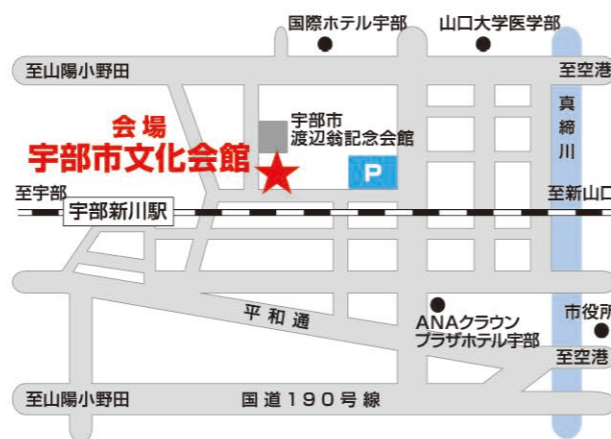 国際ホテル宇部
山口大学医学部
至山陽小野田
至空港
会場
宇部市文化会館
宇部市
渡辺翁記念会館
真締川
P
至宇部
宇部新川駅
至新山口
平和通
ANAクラウン
プラザホテル宇部
市役所
至空港
至山陽小野田
国道190号線